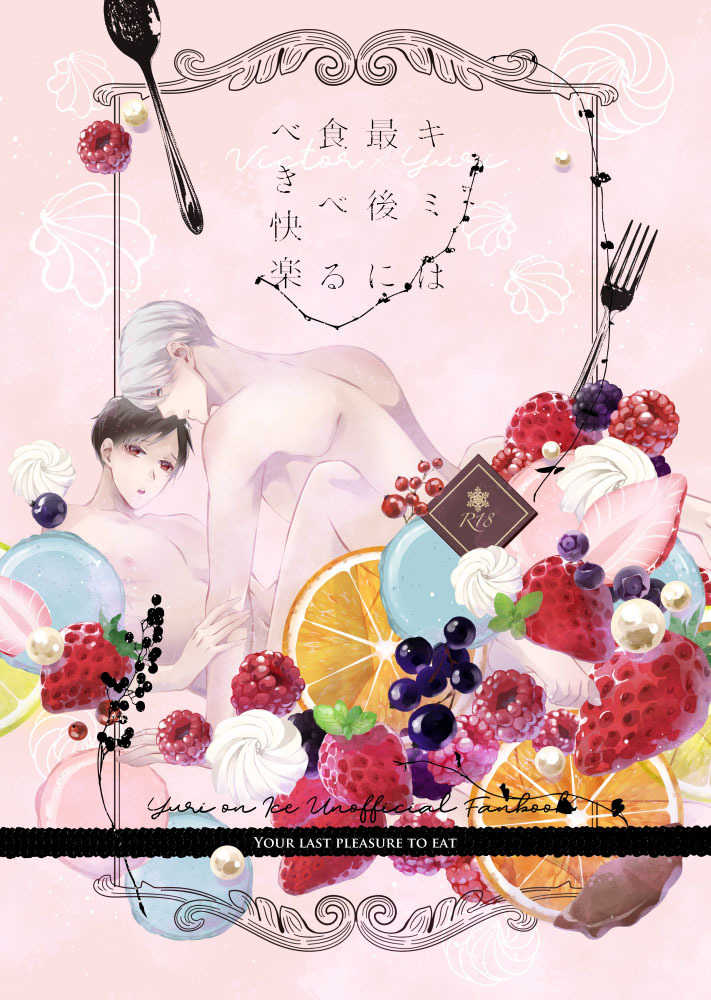 キミは
最後に
食べる
べき快楽
Victor × Yuri
R18
Yuri on Ice Unofficial Fanbook
YOUR LAST PLEASURE TO EAT